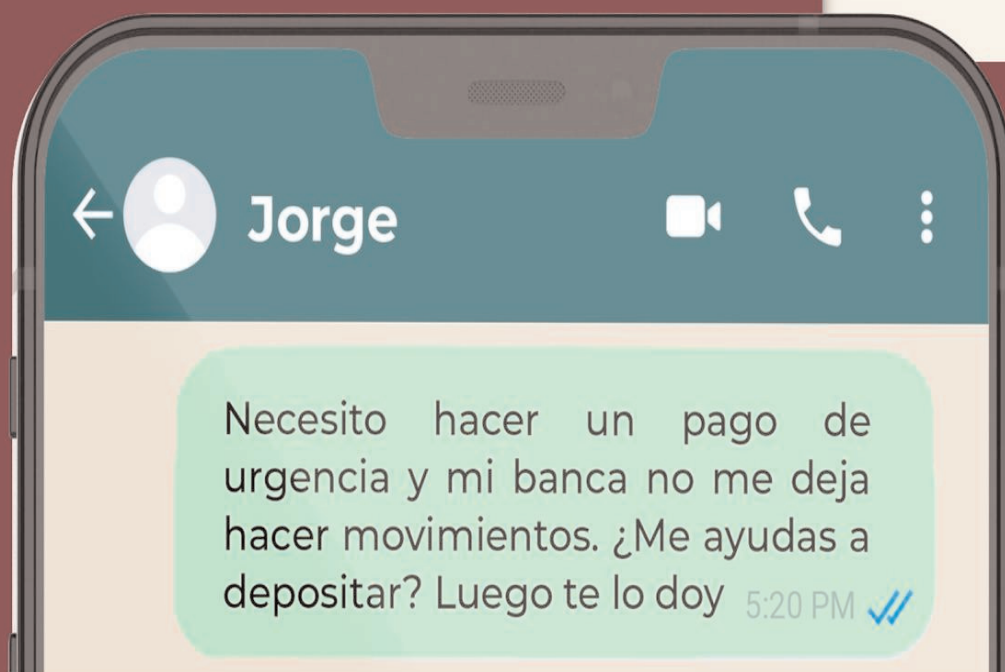 Jorge
Necesito hacer un pago de
urgencia y mi banca no me deja
hacer movimientos. ¿Me ayudas a
depositar? Luego te lo doy 5:20 PM